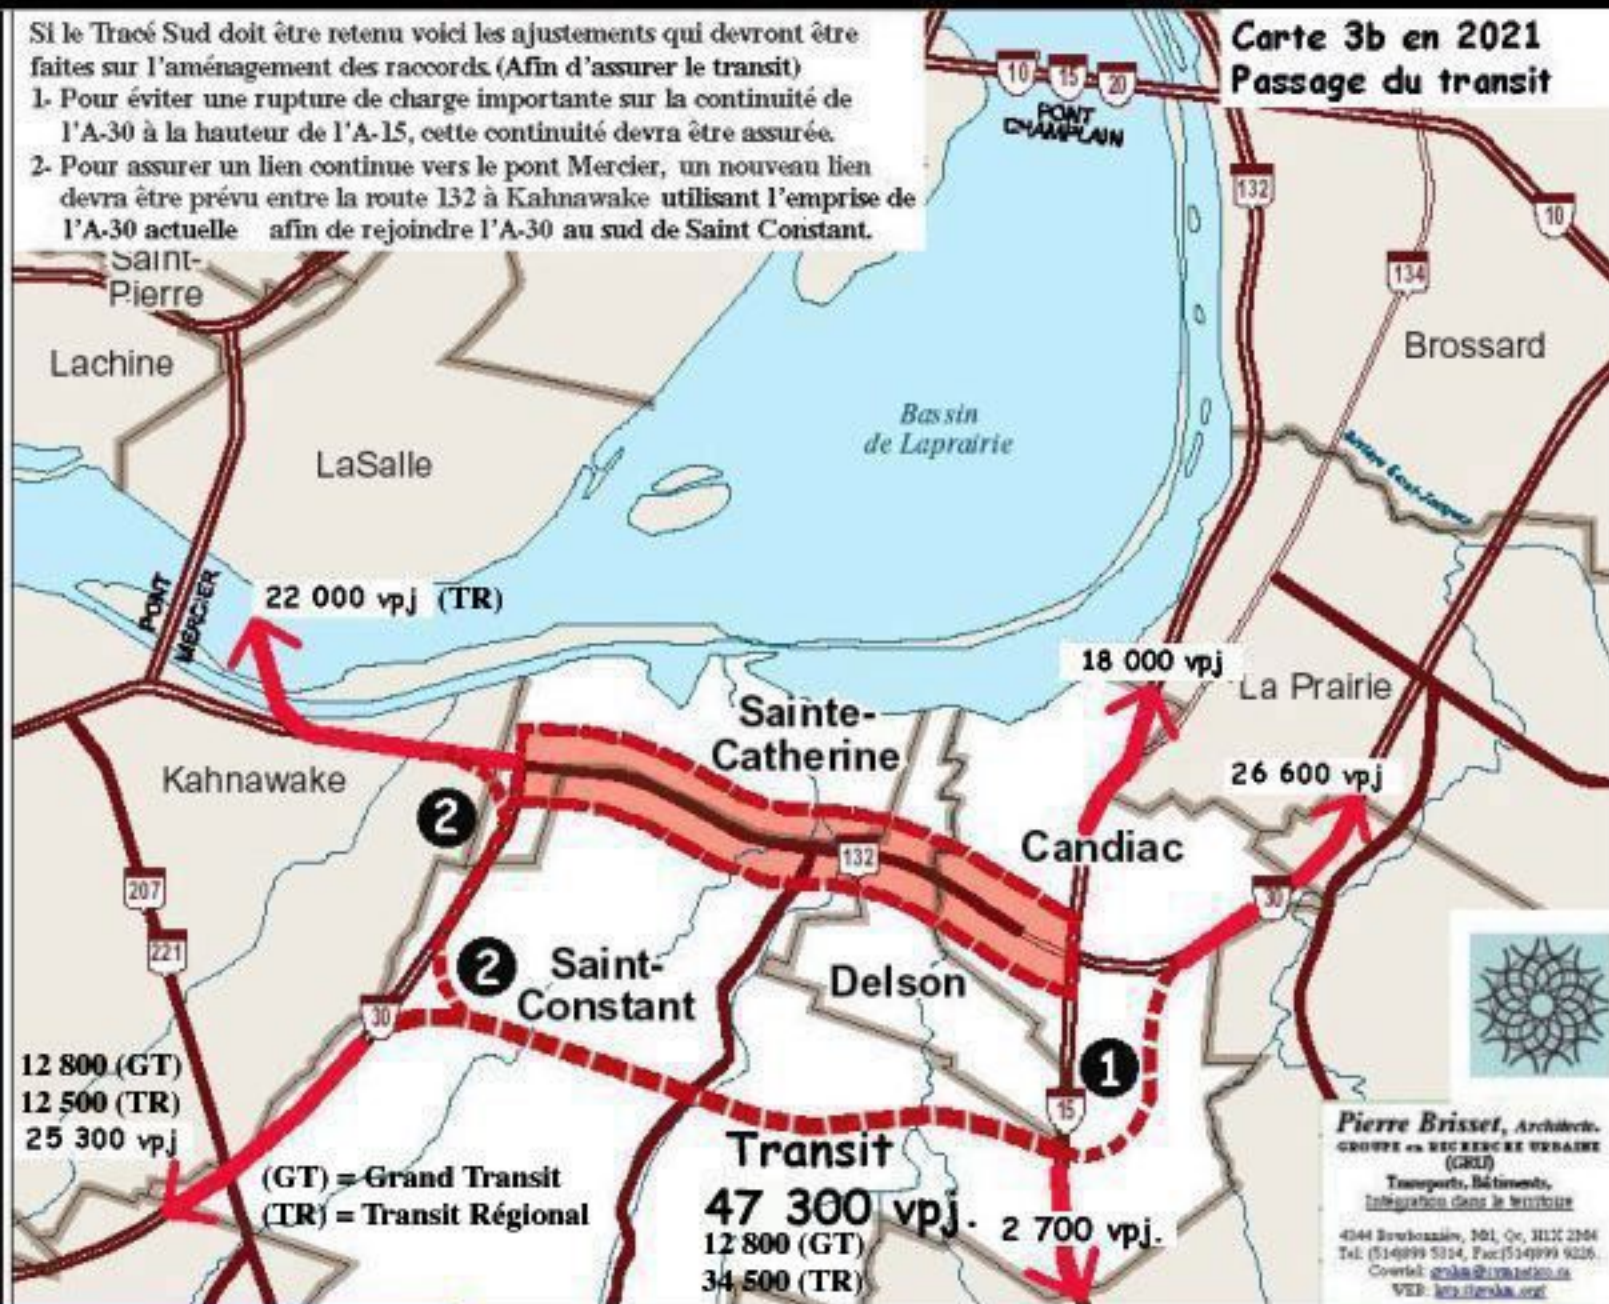 Si le Tracé Sud doit être retenu voici les ajustements qui devront être
faites sur l'aménagement des raccords. (Afin d'assurer le transit)
1- Pour éviter une rupture de charge importante sur la continuité de
l'A-30 à la hauteur de l'A-15, cette continuité devra être assurée.
2- Pour assurer un lien continue vers le pont Mercier, un nouveau lien
devra être prévu entre la route 132 à Kahnawake utilisant l'emprise de
l'A-30 actuelle afin de rejoindre l'A-30 au sud de Saint Constant.
Carte 3b en 2021
Passage du transit
10
15
20
PONT
CHAMPLAIN
132
10
134
Saint-
Pierre
Lachine
Brossard
LaSalle
Bassin
de Laprairie
PONT
MERCIER
22 000 vpj (TR)
18 000 vpj
La Prairie
Sainte-
Catherine
Kahnawake
26 600 vpj
2
132
Candiac
207
30
221
2
Saint-
Constant
Delson
30
1
15
12 800 (GT)
12 500 (TR)
25 300 vpj
(GT) = Grand Transit
(TR) = Transit Régional
Transit
47 300 vpj.
12 800 (GT)
34 500 (TR)
2 700 vpj.
Pierre Brisset, Architecte.
GROUPE en RECHERCHE URBAINE
(GRU)
Transports, Bâtiments,
Intégration dans le territoire